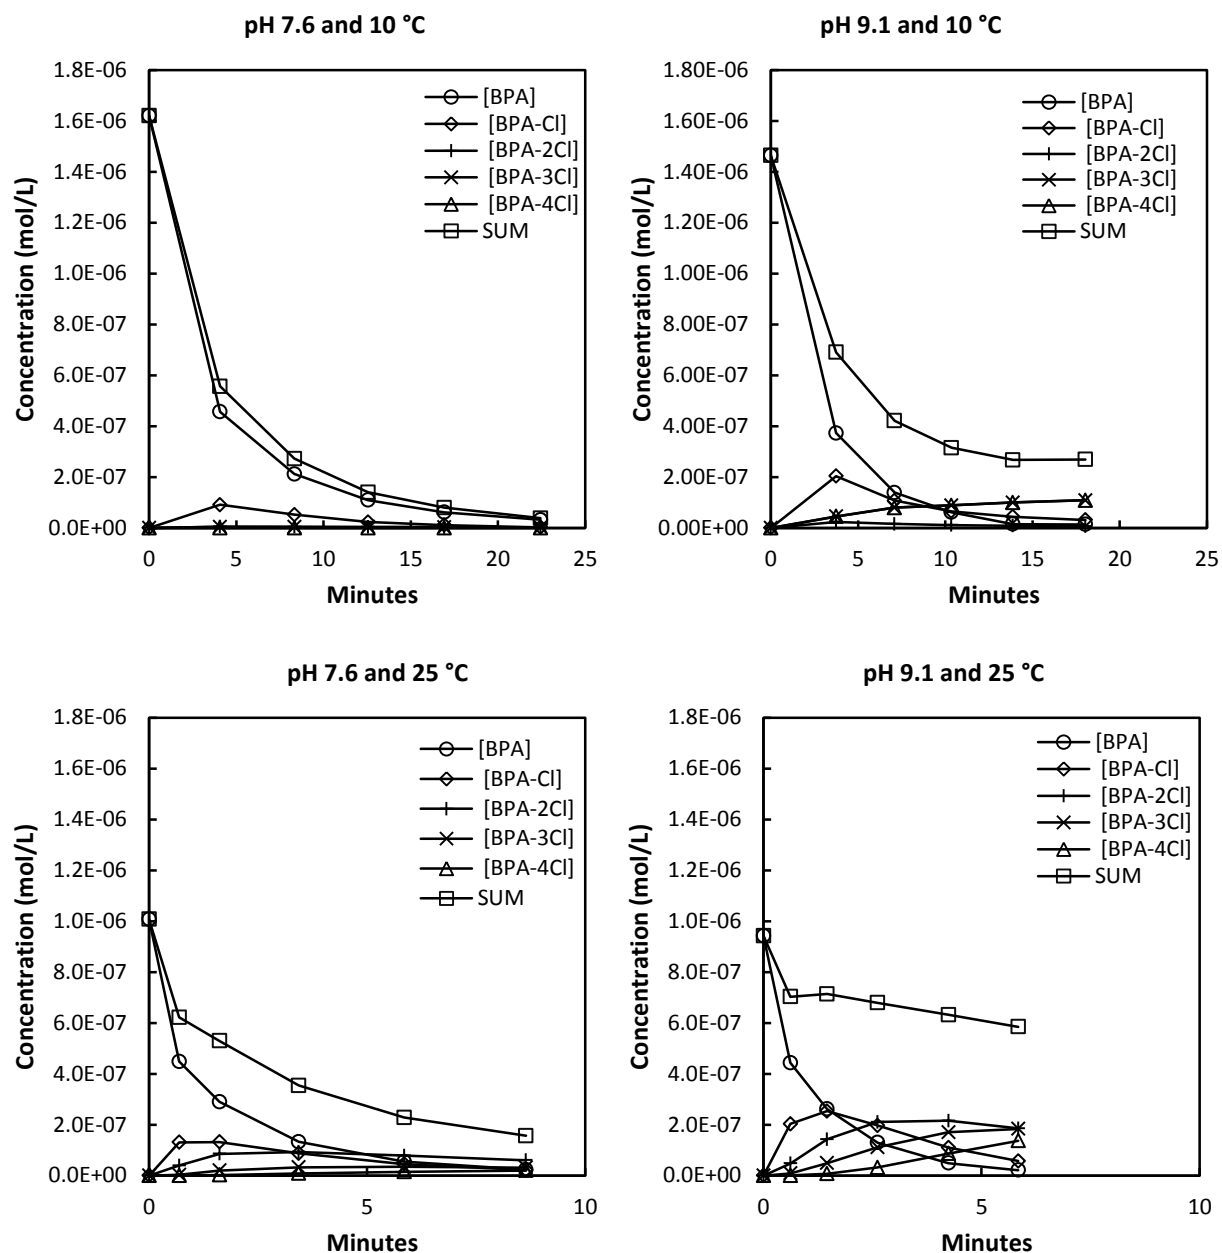 pH 7.6 and 10 °C
Concentration (mol/L)
1.8E-06
1.6E-06
1.4E-06
1.2E-06
1.0E-06
8.0E-07
6.0E-07
4.0E-07
2.0E-07
0.0E+00
0 5 10 15 20 25
Minutes
[BPA]
[BPA-Cl]
[BPA-2Cl]
[BPA-3Cl]
[BPA-4Cl]
SUM
pH 9.1 and 10 °C
Concentration (mol/L)
1.80E-06
1.60E-06
1.40E-06
1.20E-06
1.00E-06
8.00E-07
6.00E-07
4.00E-07
2.00E-07
0.00E+00
0 5 10 15 20 25
Minutes
[BPA]
[BPA-Cl]
[BPA-2Cl]
[BPA-3Cl]
[BPA-4Cl]
SUM
pH 7.6 and 25 °C
Concentration (mol/L)
1.8E-06
1.6E-06
1.4E-06
1.2E-06
1.0E-06
8.0E-07
6.0E-07
4.0E-07
2.0E-07
0.0E+00
0 5 10
Minutes
[BPA]
[BPA-Cl]
[BPA-2Cl]
[BPA-3Cl]
[BPA-4Cl]
SUM
pH 9.1 and 25 °C
Concentration (mol/L)
1.8E-06
1.6E-06
1.4E-06
1.2E-06
1.0E-06
8.0E-07
6.0E-07
4.0E-07
2.0E-07
0.0E+00
0 5 10
Minutes
[BPA]
[BPA-Cl]
[BPA-2Cl]
[BPA-3Cl]
[BPA-4Cl]
SUM